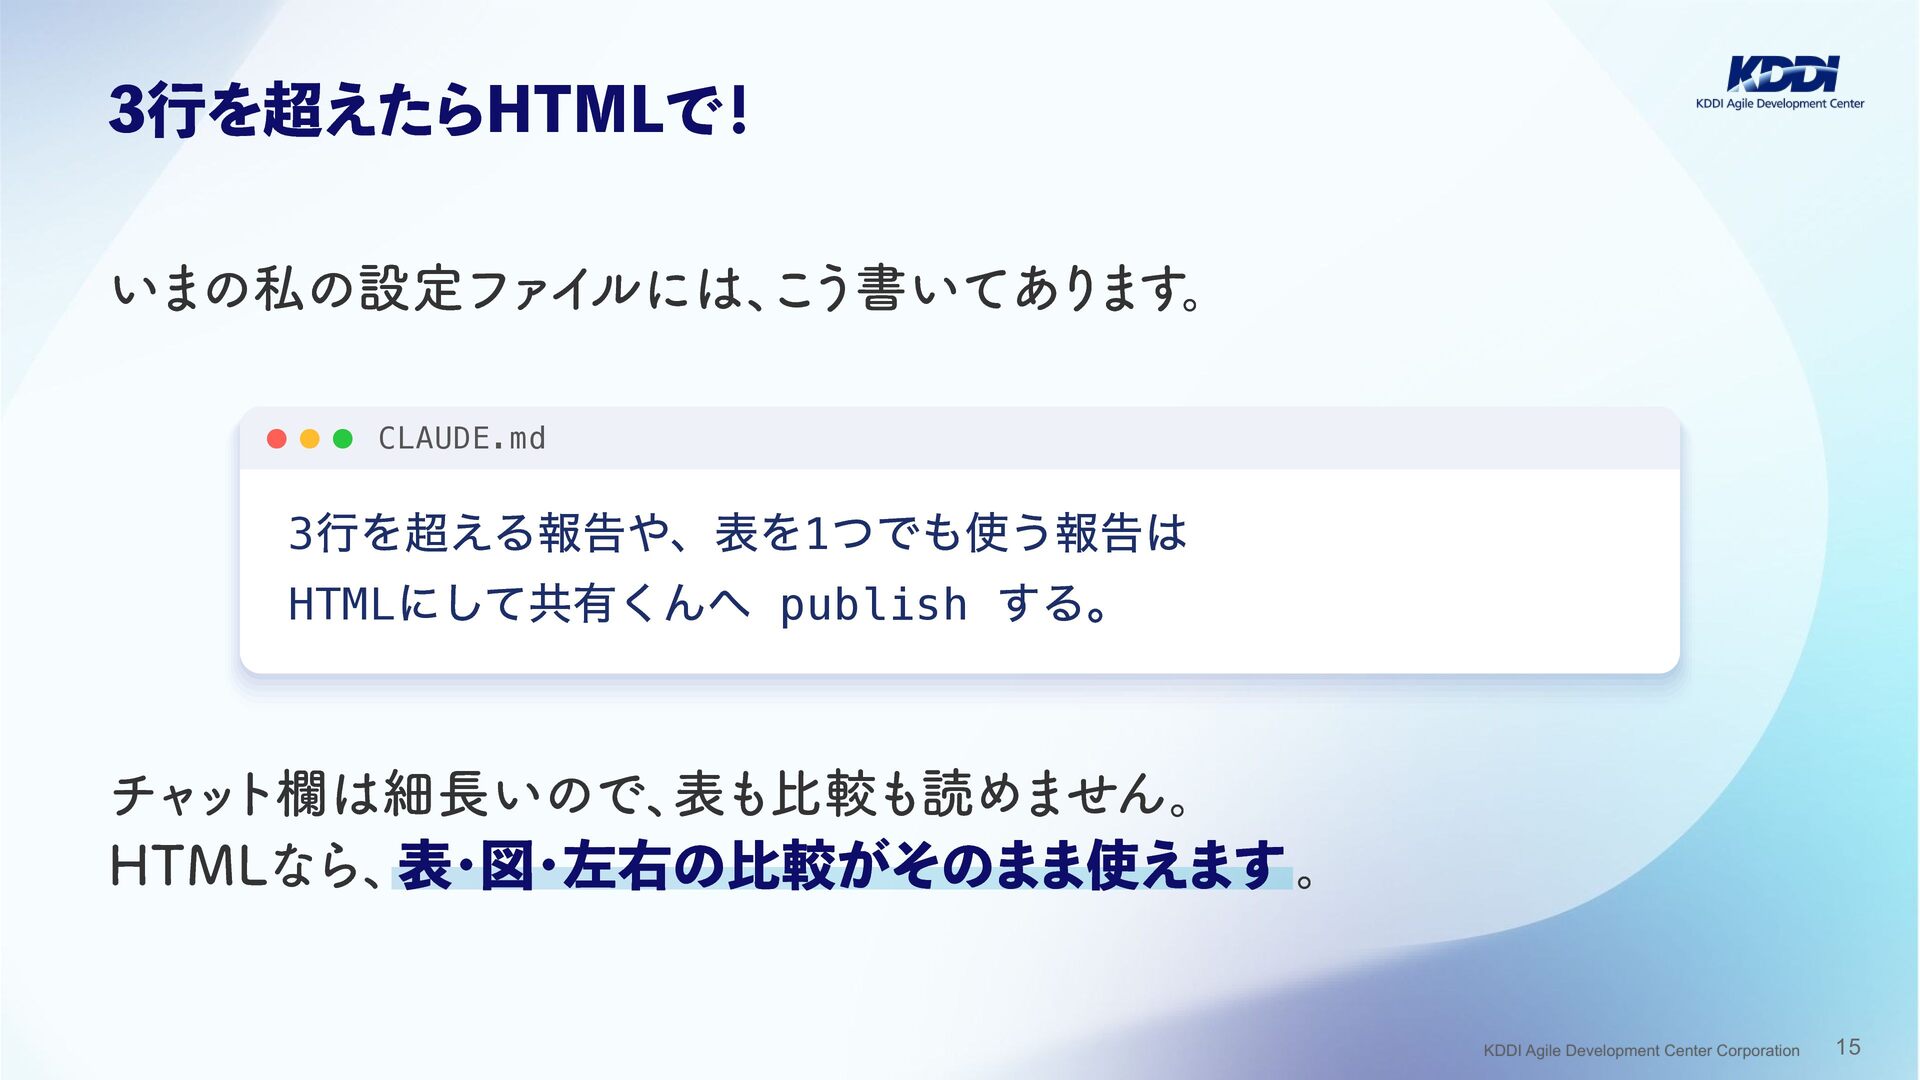 3行を超えたらHTMLで!
KDDI
KDDI Agile Development Center
いまの私の設定ファイルには、こう書いてあります。
CLAUDE.md
3行を超える報告や、表を1つでも使う報告は
HTMLにして共有くんへ publish する。
チャット欄は細長いので、表も比較も読めません。
HTMLなら、表・図・左右の比較がそのまま使えます。
KDDI Agile Development Center Corporation
15